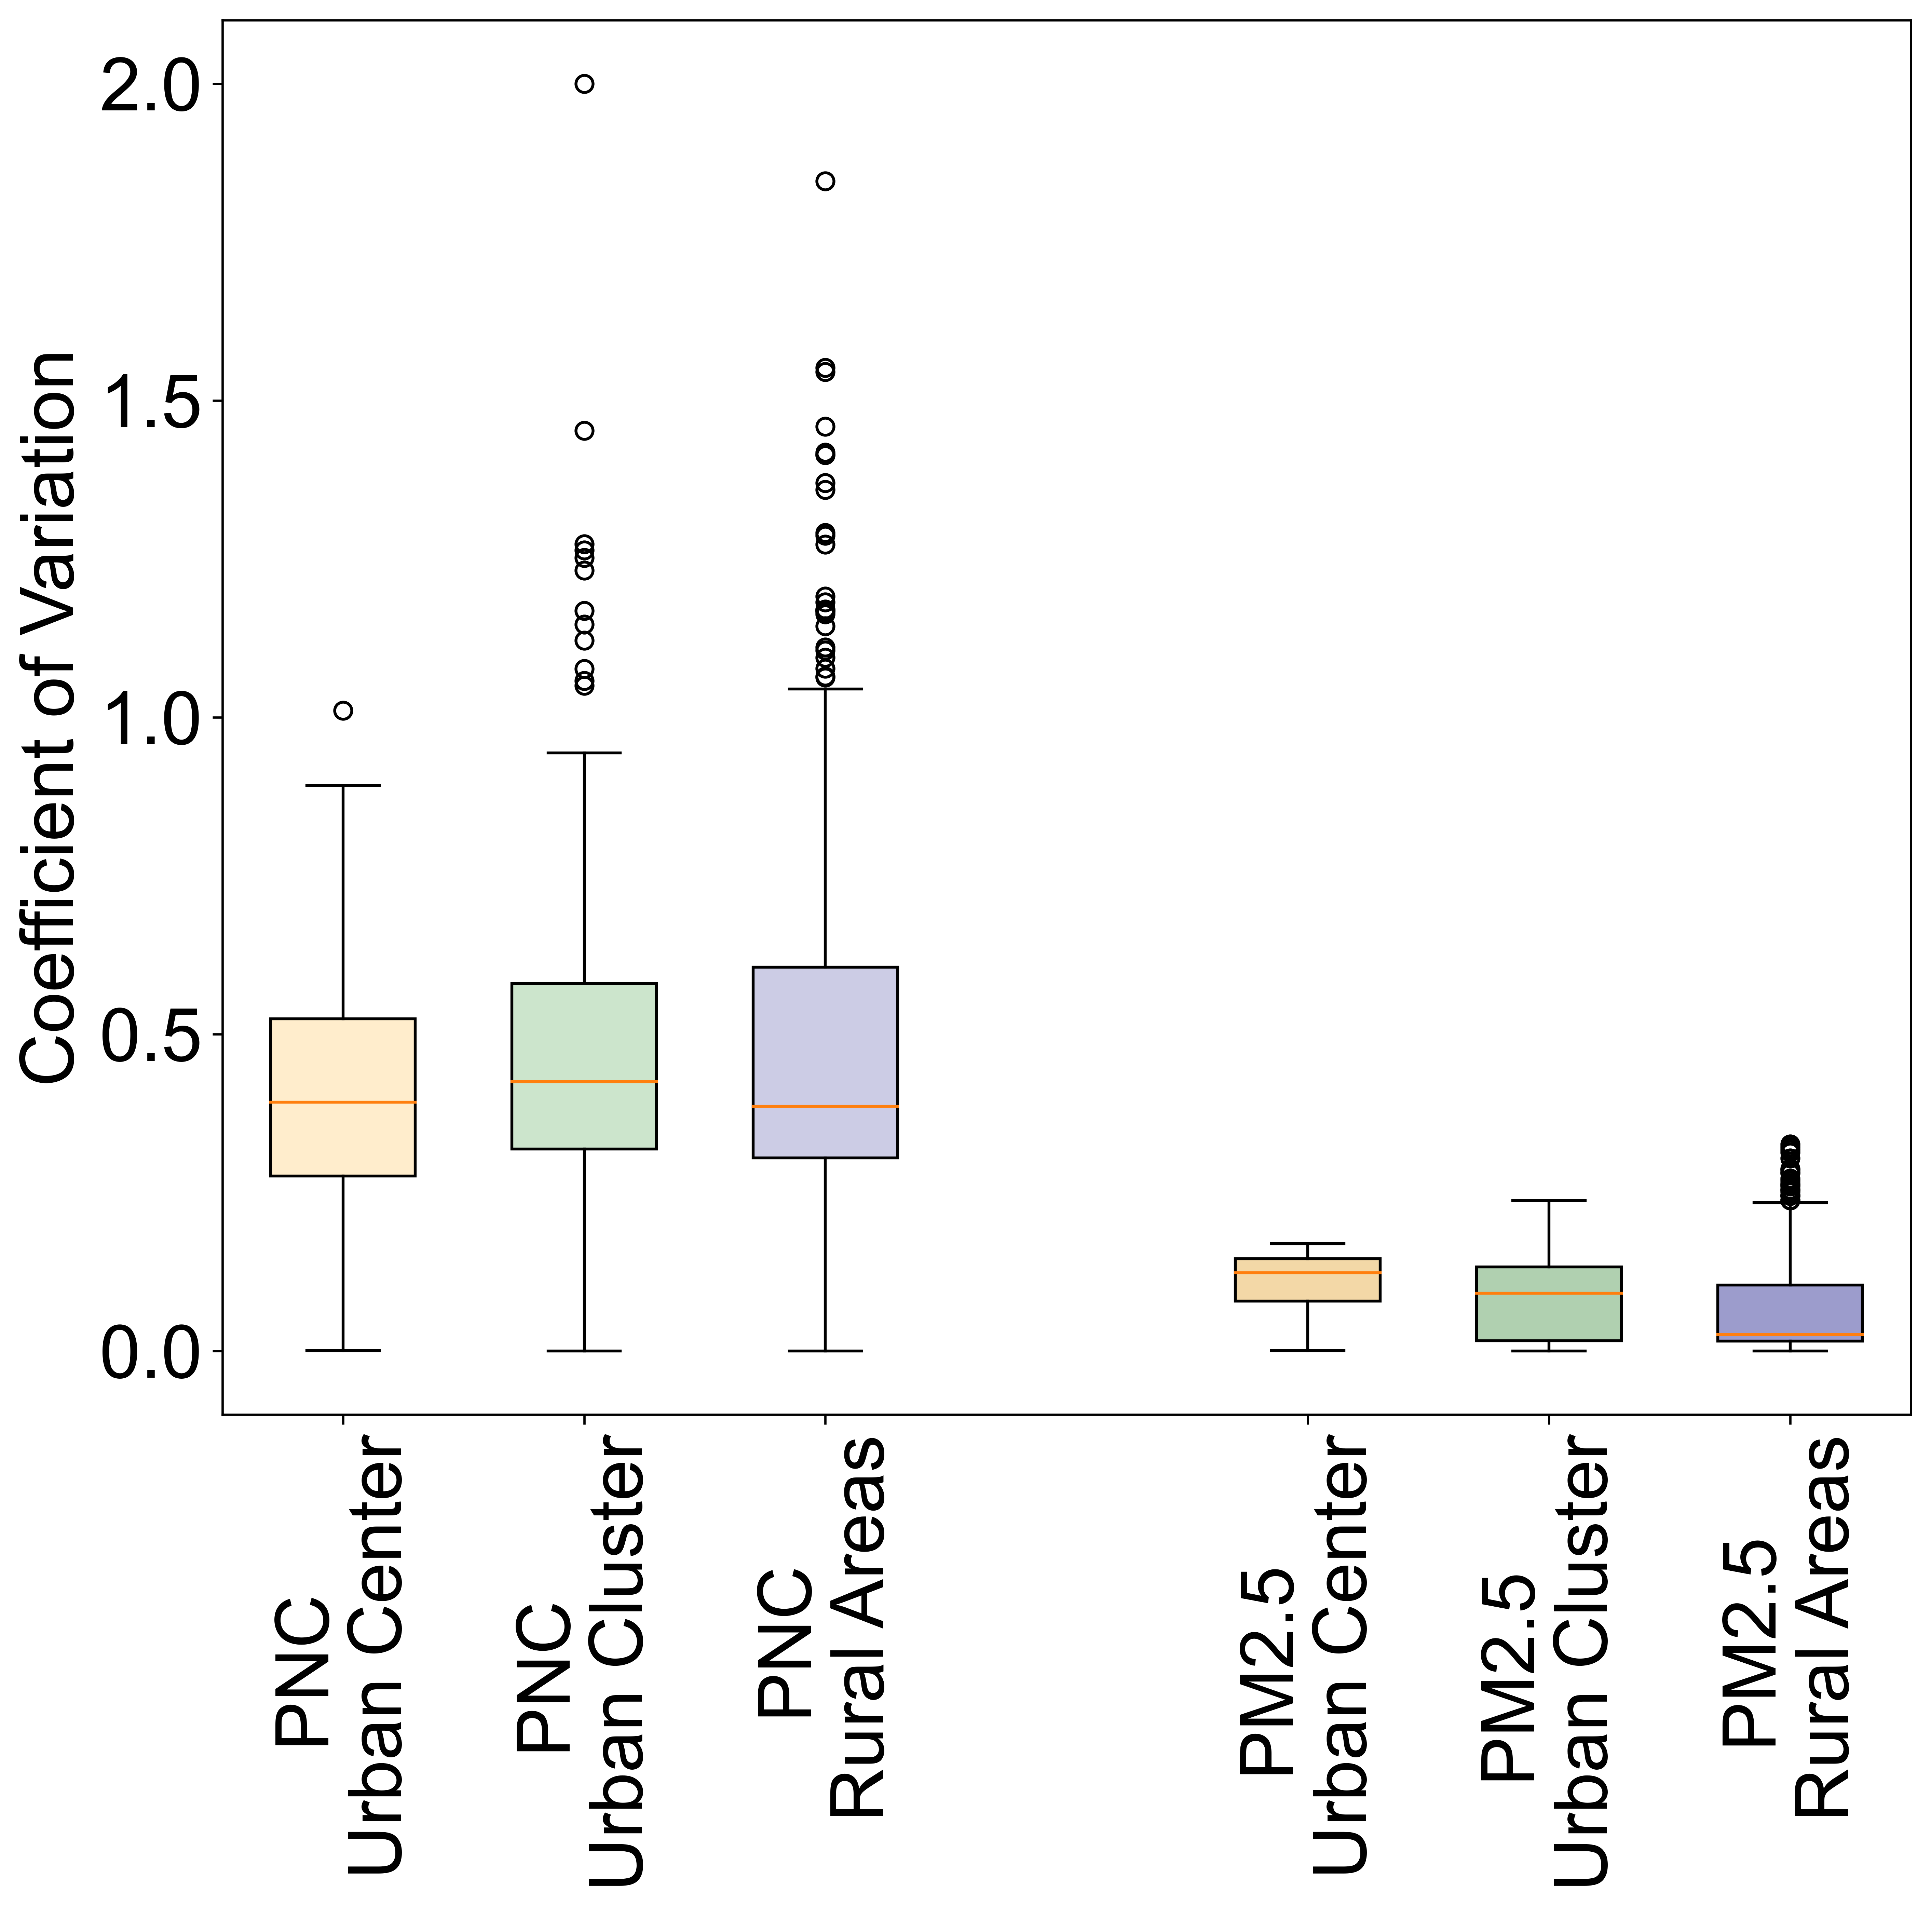 Coefficient of Variation
2.0
1.5
1.0
0.5
0.0
PNC
Urban Center
PNC
Urban Cluster
PNC
Rural Areas
PM2.5
Urban Center
PM2.5
Urban Cluster
PM2.5
Rural Areas